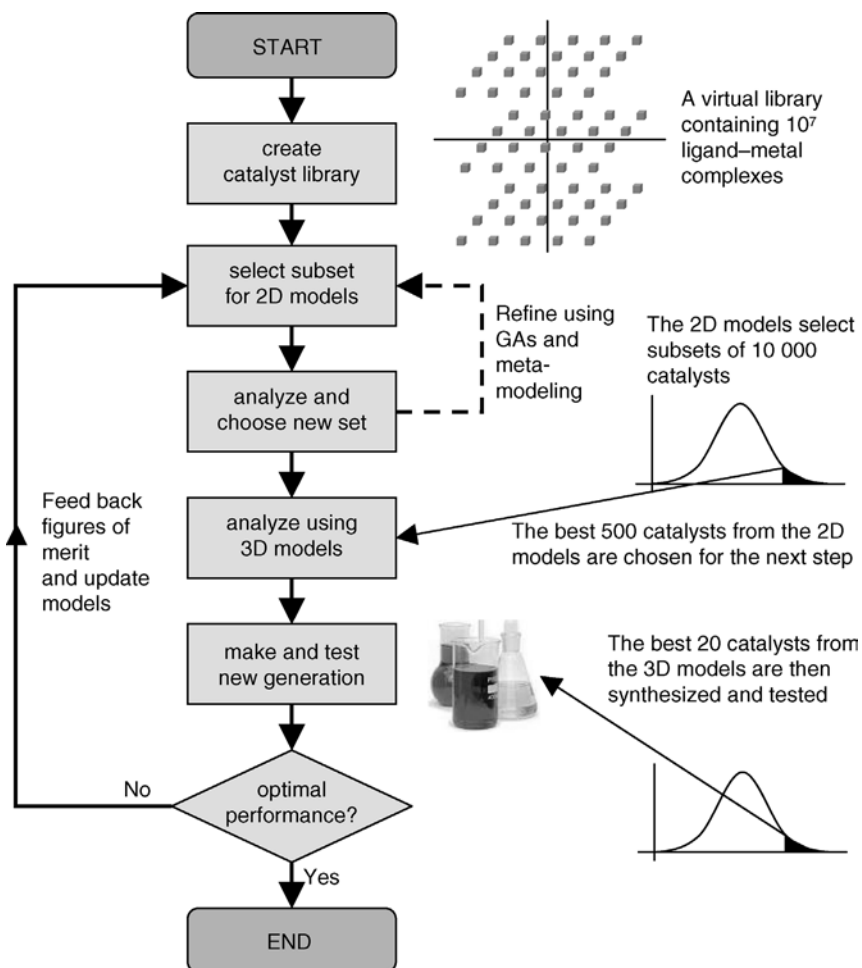 START
create
catalyst library
A virtual library
containing 10⁷
ligand–metal
complexes
select subset
for 2D models
Refine using
GAs and
meta-
modeling
The 2D models select
subsets of 10 000
catalysts
analyze and
choose new set
Feed back
figures of
merit
and update
models
analyze using
3D models
The best 500 catalysts from the 2D
models are chosen for the next step
make and test
new generation
The best 20 catalysts from
the 3D models are then
synthesized and tested
No
optimal
performance?
Yes
END